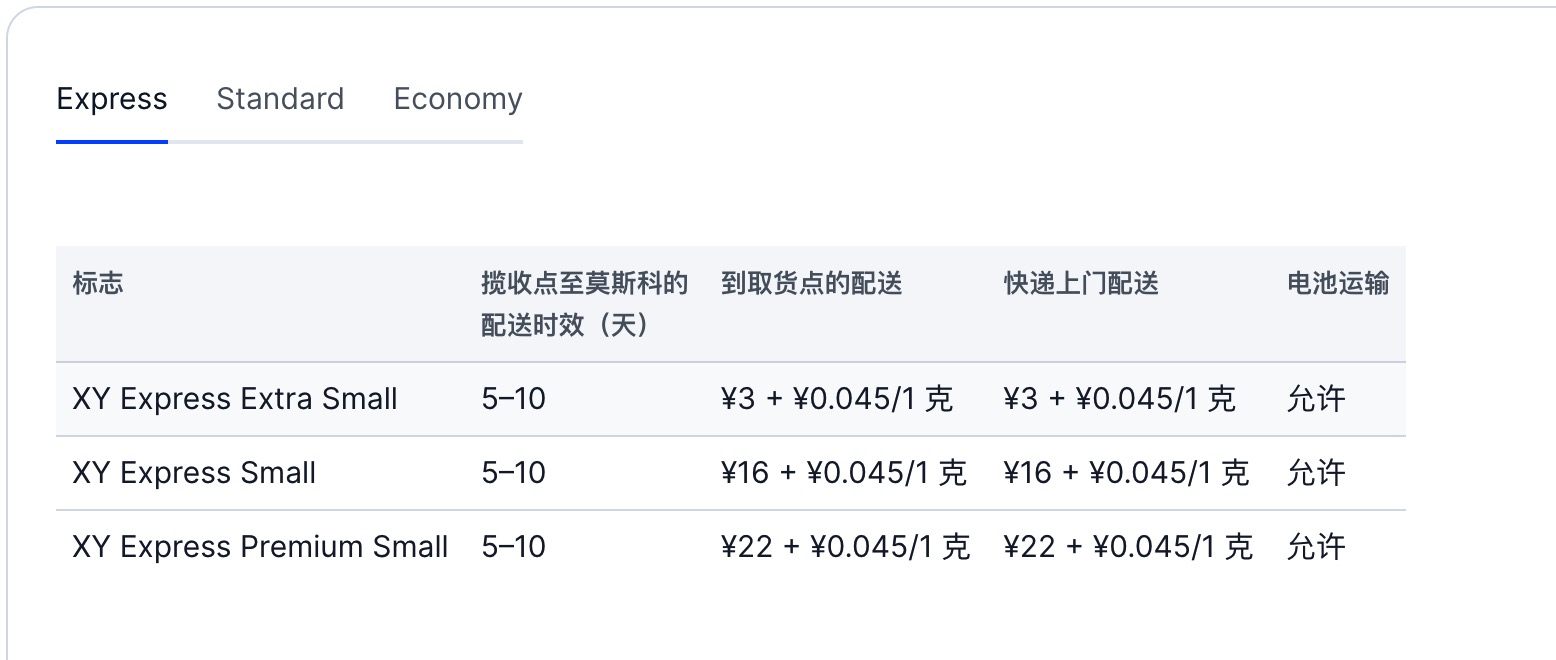 Express Standard Economy
标志 揽收点至莫斯科的 到取货点的配送 快递上门配送 电池运输
配送时效（天）
XY Express Extra Small 5–10 ¥3 + ¥0.045/1 克 ¥3 + ¥0.045/1 克 允许
XY Express Small 5–10 ¥16 + ¥0.045/1 克 ¥16 + ¥0.045/1 克 允许
XY Express Premium Small 5–10 ¥22 + ¥0.045/1 克 ¥22 + ¥0.045/1 克 允许